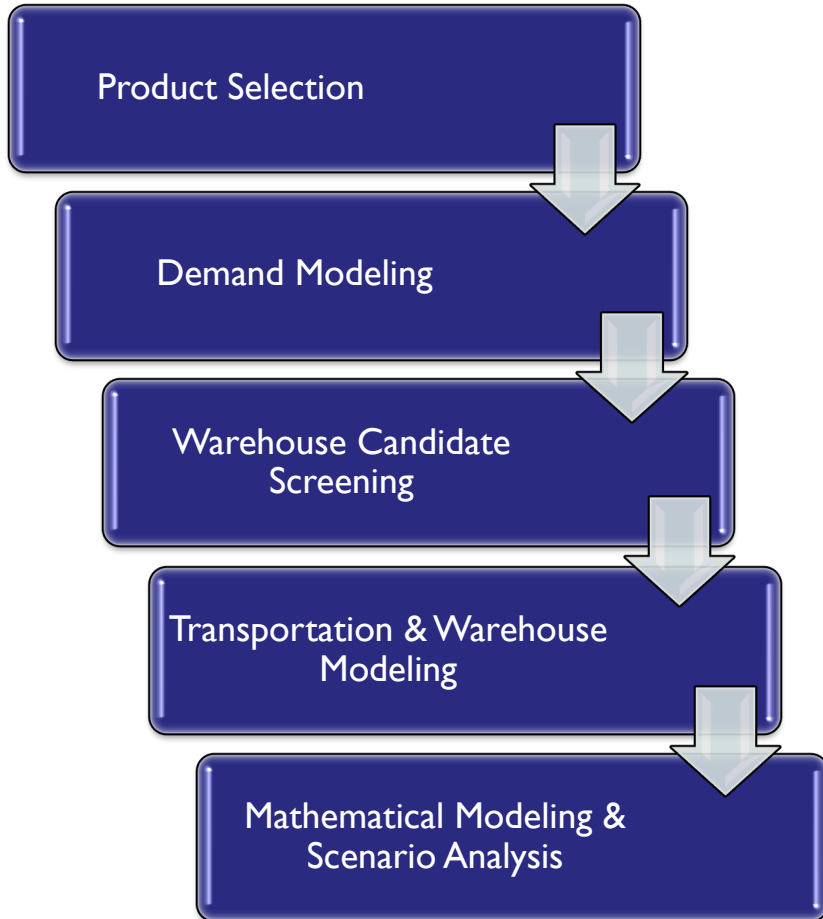 Product Selection
Demand Modeling
Warehouse Candidate
Screening
Transportation & Warehouse
Modeling
Mathematical Modeling &
Scenario Analysis